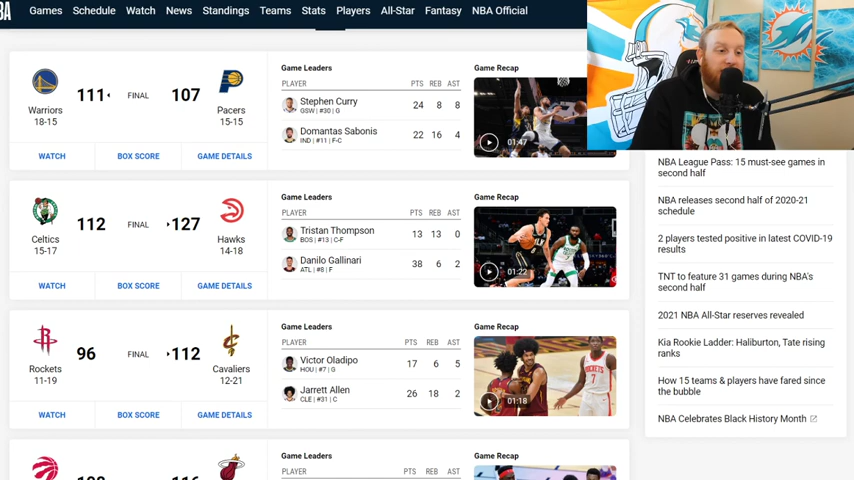 BA Games Schedule Watch News Standings Teams Stats Players All-Star Fantasy NBA Official
Warriors
18-15
111
FINAL
107
Pacers
15-15
WATCH
BOX SCORE
GAME DETAILS
Game Leaders
PLAYER PTS REB AST
Stephen Curry 24 8 8
GSW | #30 | G
Domantas Sabonis 22 16 4
IND | #11 | F-C
Game Recap
01:47
Celtics
15-17
112
FINAL
127
Hawks
14-18
WATCH
BOX SCORE
GAME DETAILS
Game Leaders
PLAYER PTS REB AST
Tristan Thompson 13 13 0
BOS | #13 | C-F
Danilo Gallinari 38 6 2
ATL | #8 | F
Game Recap
01:22
Rockets
11-19
96
FINAL
112
Cavaliers
12-21
WATCH
BOX SCORE
GAME DETAILS
Game Leaders
PLAYER PTS REB AST
Victor Oladipo 17 6 5
HOU | #7 | G
Jarrett Allen 26 18 2
CLE | #31 | C
Game Recap
ROCKETS
7
01:18
Game Leaders
PLAYER PTS REB AST
Game Recap
NBA League Pass: 15 must-see games in
second half
NBA releases second half of 2020-21
schedule
2 players tested positive in latest COVID-19
results
TNT to feature 31 games during NBA's
second half
2021 NBA All-Star reserves revealed
Kia Rookie Ladder: Haliburton, Tate rising
ranks
How 15 teams & players have fared since
the bubble
NBA Celebrates Black History Month